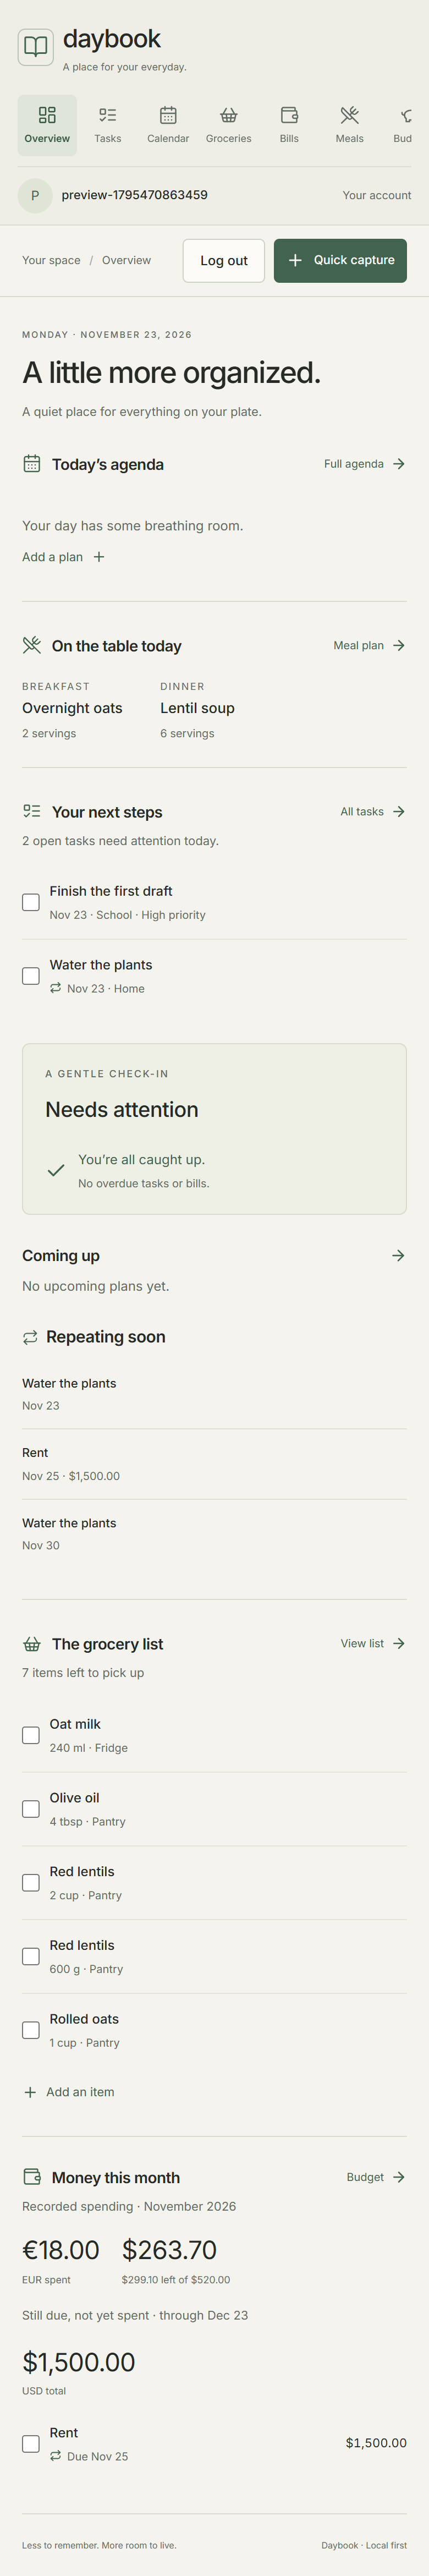 daybook
A place for your everyday.
Overview
Tasks
Calendar
Groceries
Bills
Meals
Bud
P
preview-1795470863459
Your account
Your space / Overview
Log out
Quick capture
MONDAY · NOVEMBER 23, 2026
A little more organized.
A quiet place for everything on your plate.
Today’s agenda
Full agenda
Your day has some breathing room.
Add a plan
On the table today
Meal plan
BREAKFAST
Overnight oats
2 servings
DINNER
Lentil soup
6 servings
Your next steps
All tasks
2 open tasks need attention today.
Finish the first draft
Nov 23 · School · High priority
Water the plants
Nov 23 · Home
A GENTLE CHECK-IN
Needs attention
You’re all caught up.
No overdue tasks or bills.
Coming up
No upcoming plans yet.
Repeating soon
Water the plants
Nov 23
Rent
Nov 25 · $1,500.00
Water the plants
Nov 30
The grocery list
View list
7 items left to pick up
Oat milk
240 ml · Fridge
Olive oil
4 tbsp · Pantry
Red lentils
2 cup · Pantry
Red lentils
600 g · Pantry
Rolled oats
1 cup · Pantry
Add an item
Money this month
Budget
Recorded spending · November 2026
€18.00
EUR spent
$263.70
$299.10 left of $520.00
Still due, not yet spent · through Dec 23
$1,500.00
USD total
Rent
Due Nov 25
$1,500.00
Less to remember. More room to live.
Daybook · Local first